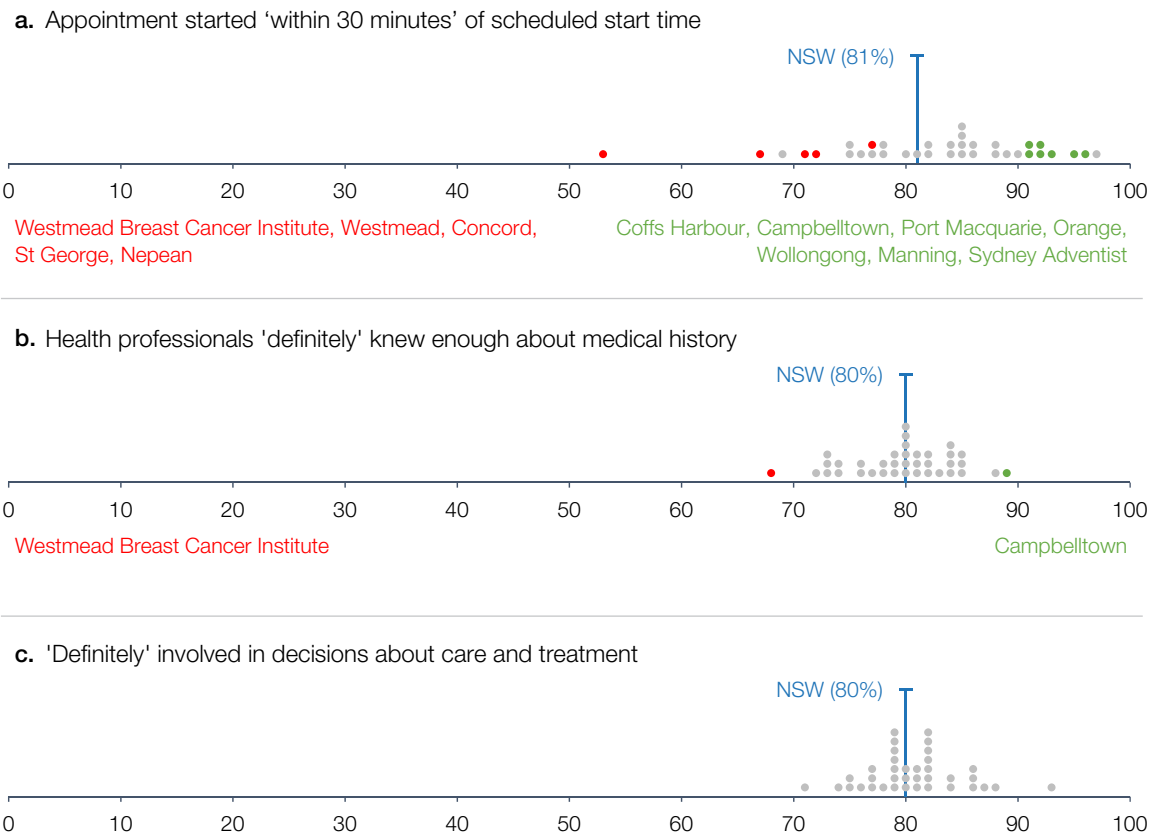 a. Appointment started ‘within 30 minutes’ of scheduled start time
NSW (81%)
0 10 20 30 40 50 60 70 80 90 100
Westmead Breast Cancer Institute, Westmead, Concord,
St George, Nepean
Coffs Harbour, Campbelltown, Port Macquarie, Orange,
Wollongong, Manning, Sydney Adventist
b. Health professionals 'definitely' knew enough about medical history
NSW (80%)
0 10 20 30 40 50 60 70 80 90 100
Westmead Breast Cancer Institute
Campbelltown
c. 'Definitely' involved in decisions about care and treatment
NSW (80%)
0 10 20 30 40 50 60 70 80 90 100